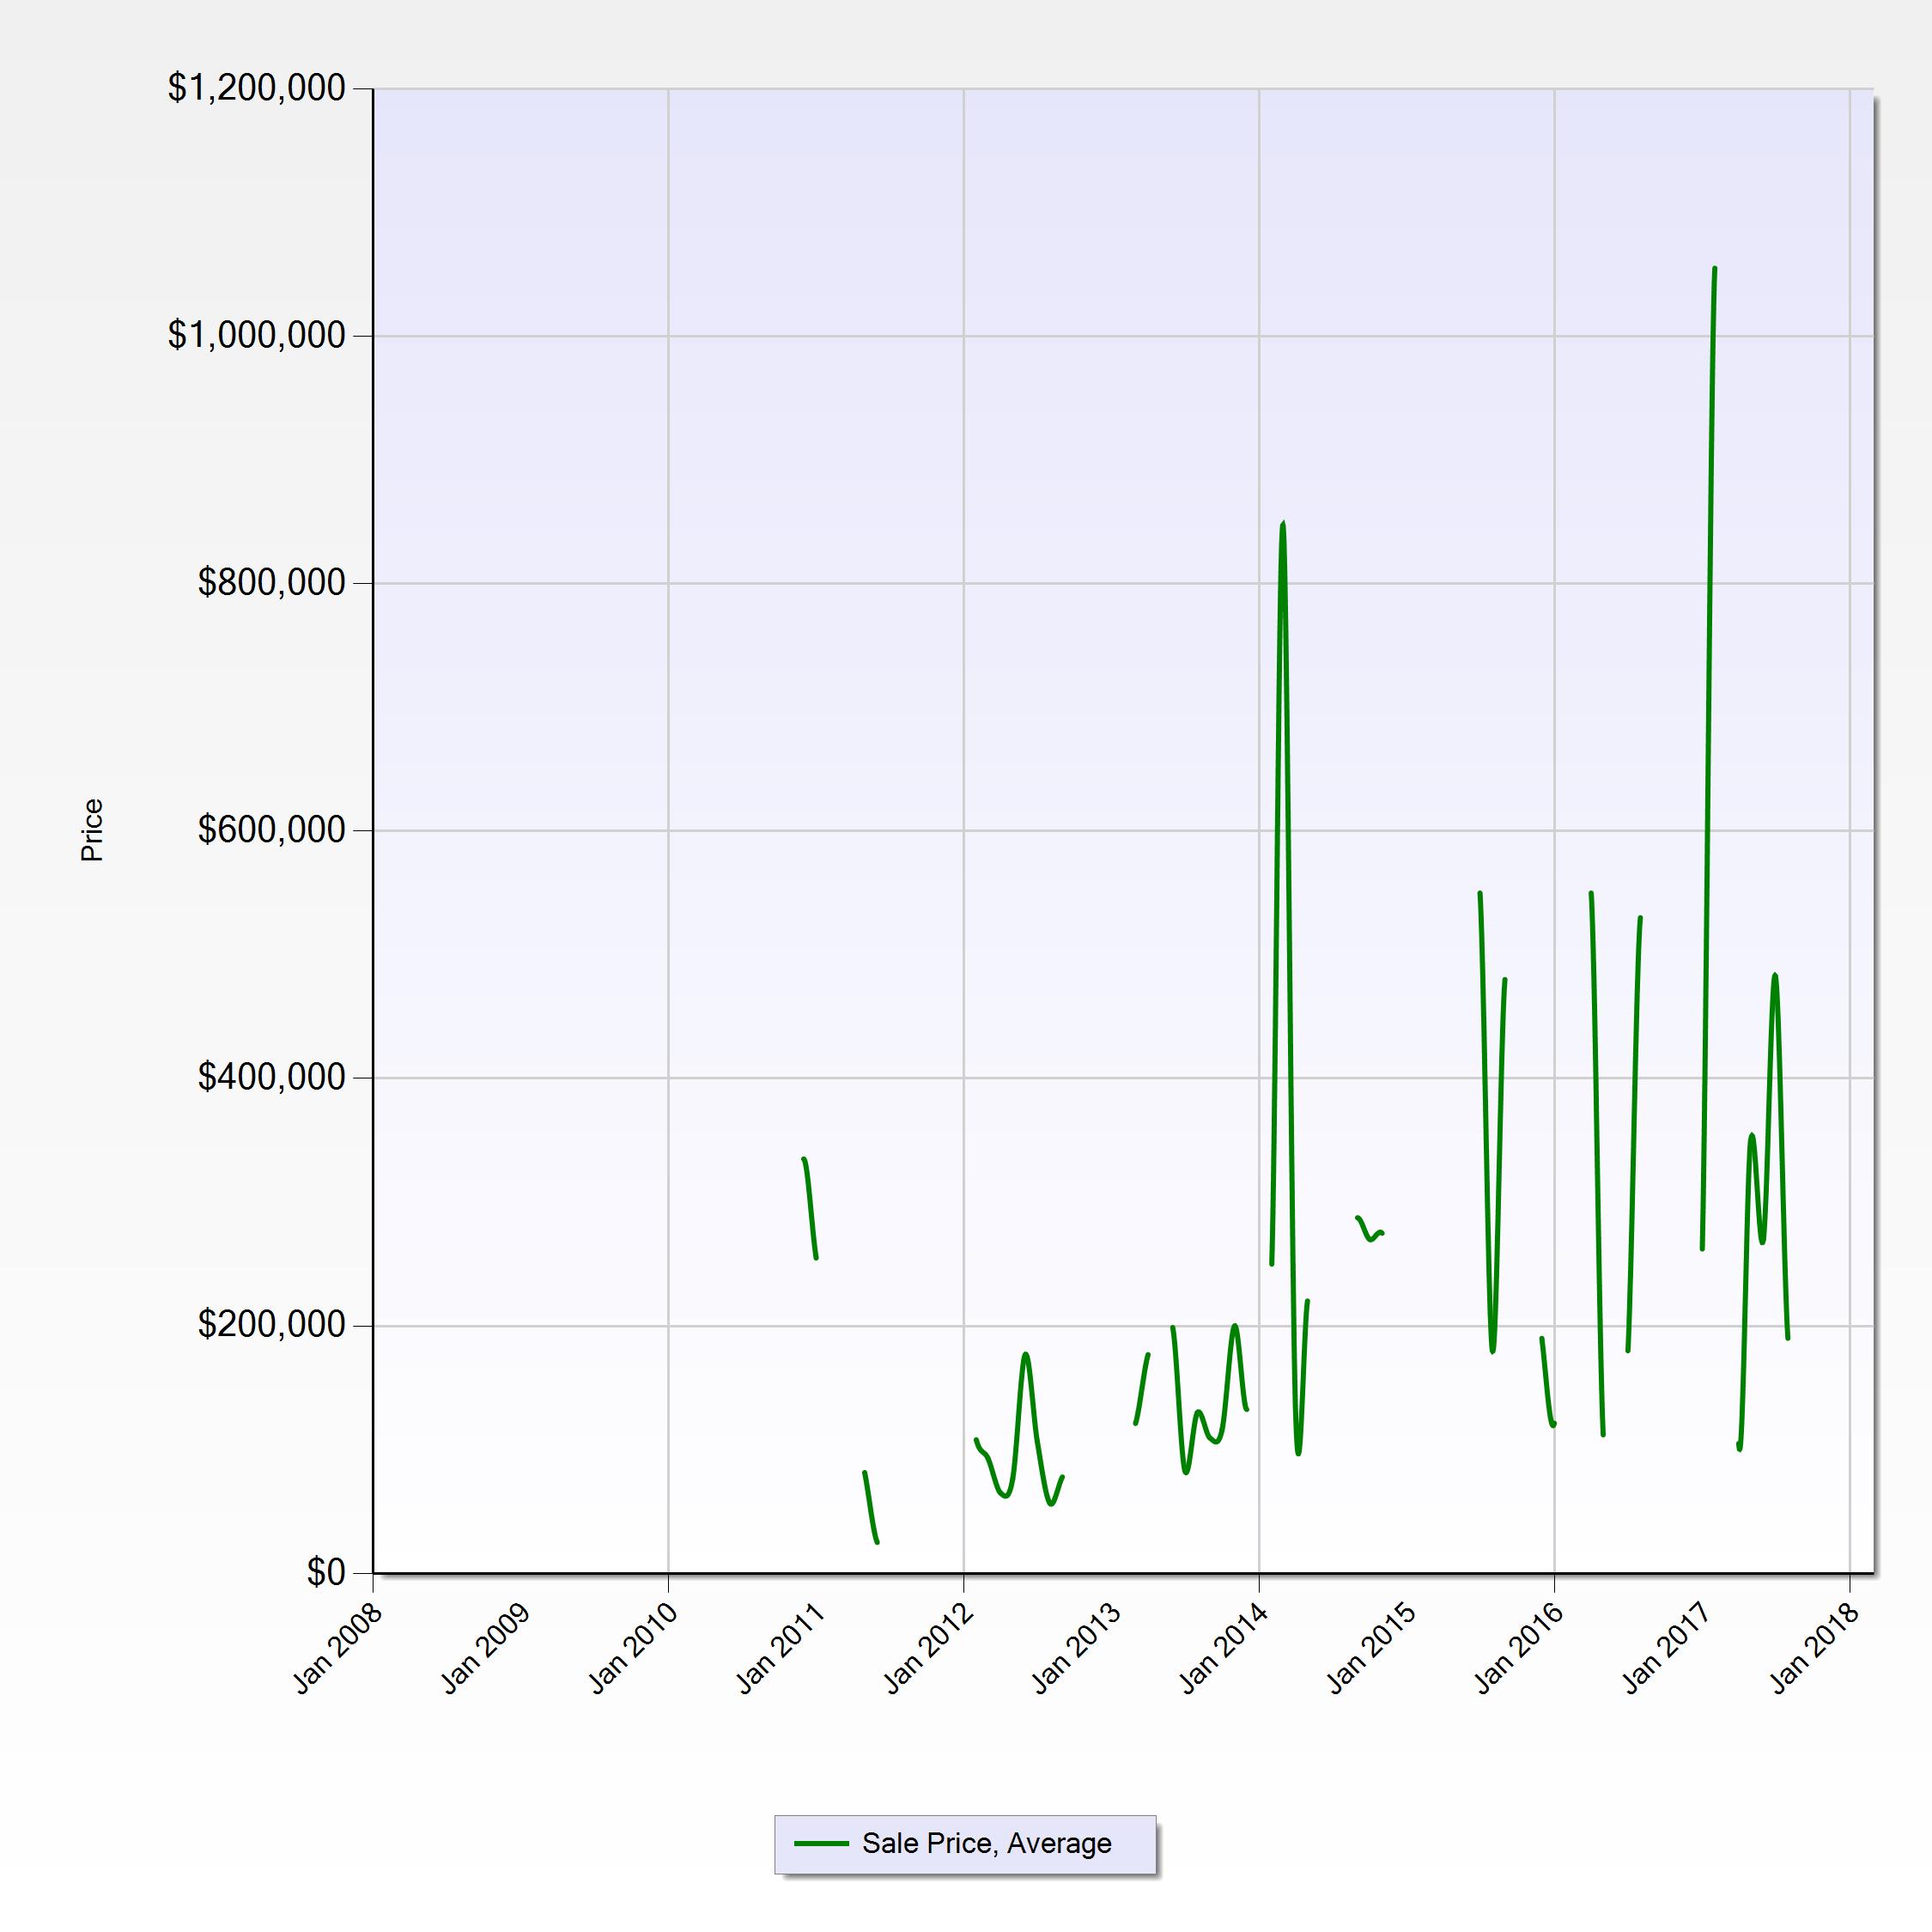 $1,200,000
$1,000,000
$800,000
$600,000
$400,000
$200,000
$0
Price
Jan 2008
Jan 2009
Jan 2010
Jan 2011
Jan 2012
Jan 2013
Jan 2014
Jan 2015
Jan 2016
Jan 2017
Jan 2018
Sale Price, Average